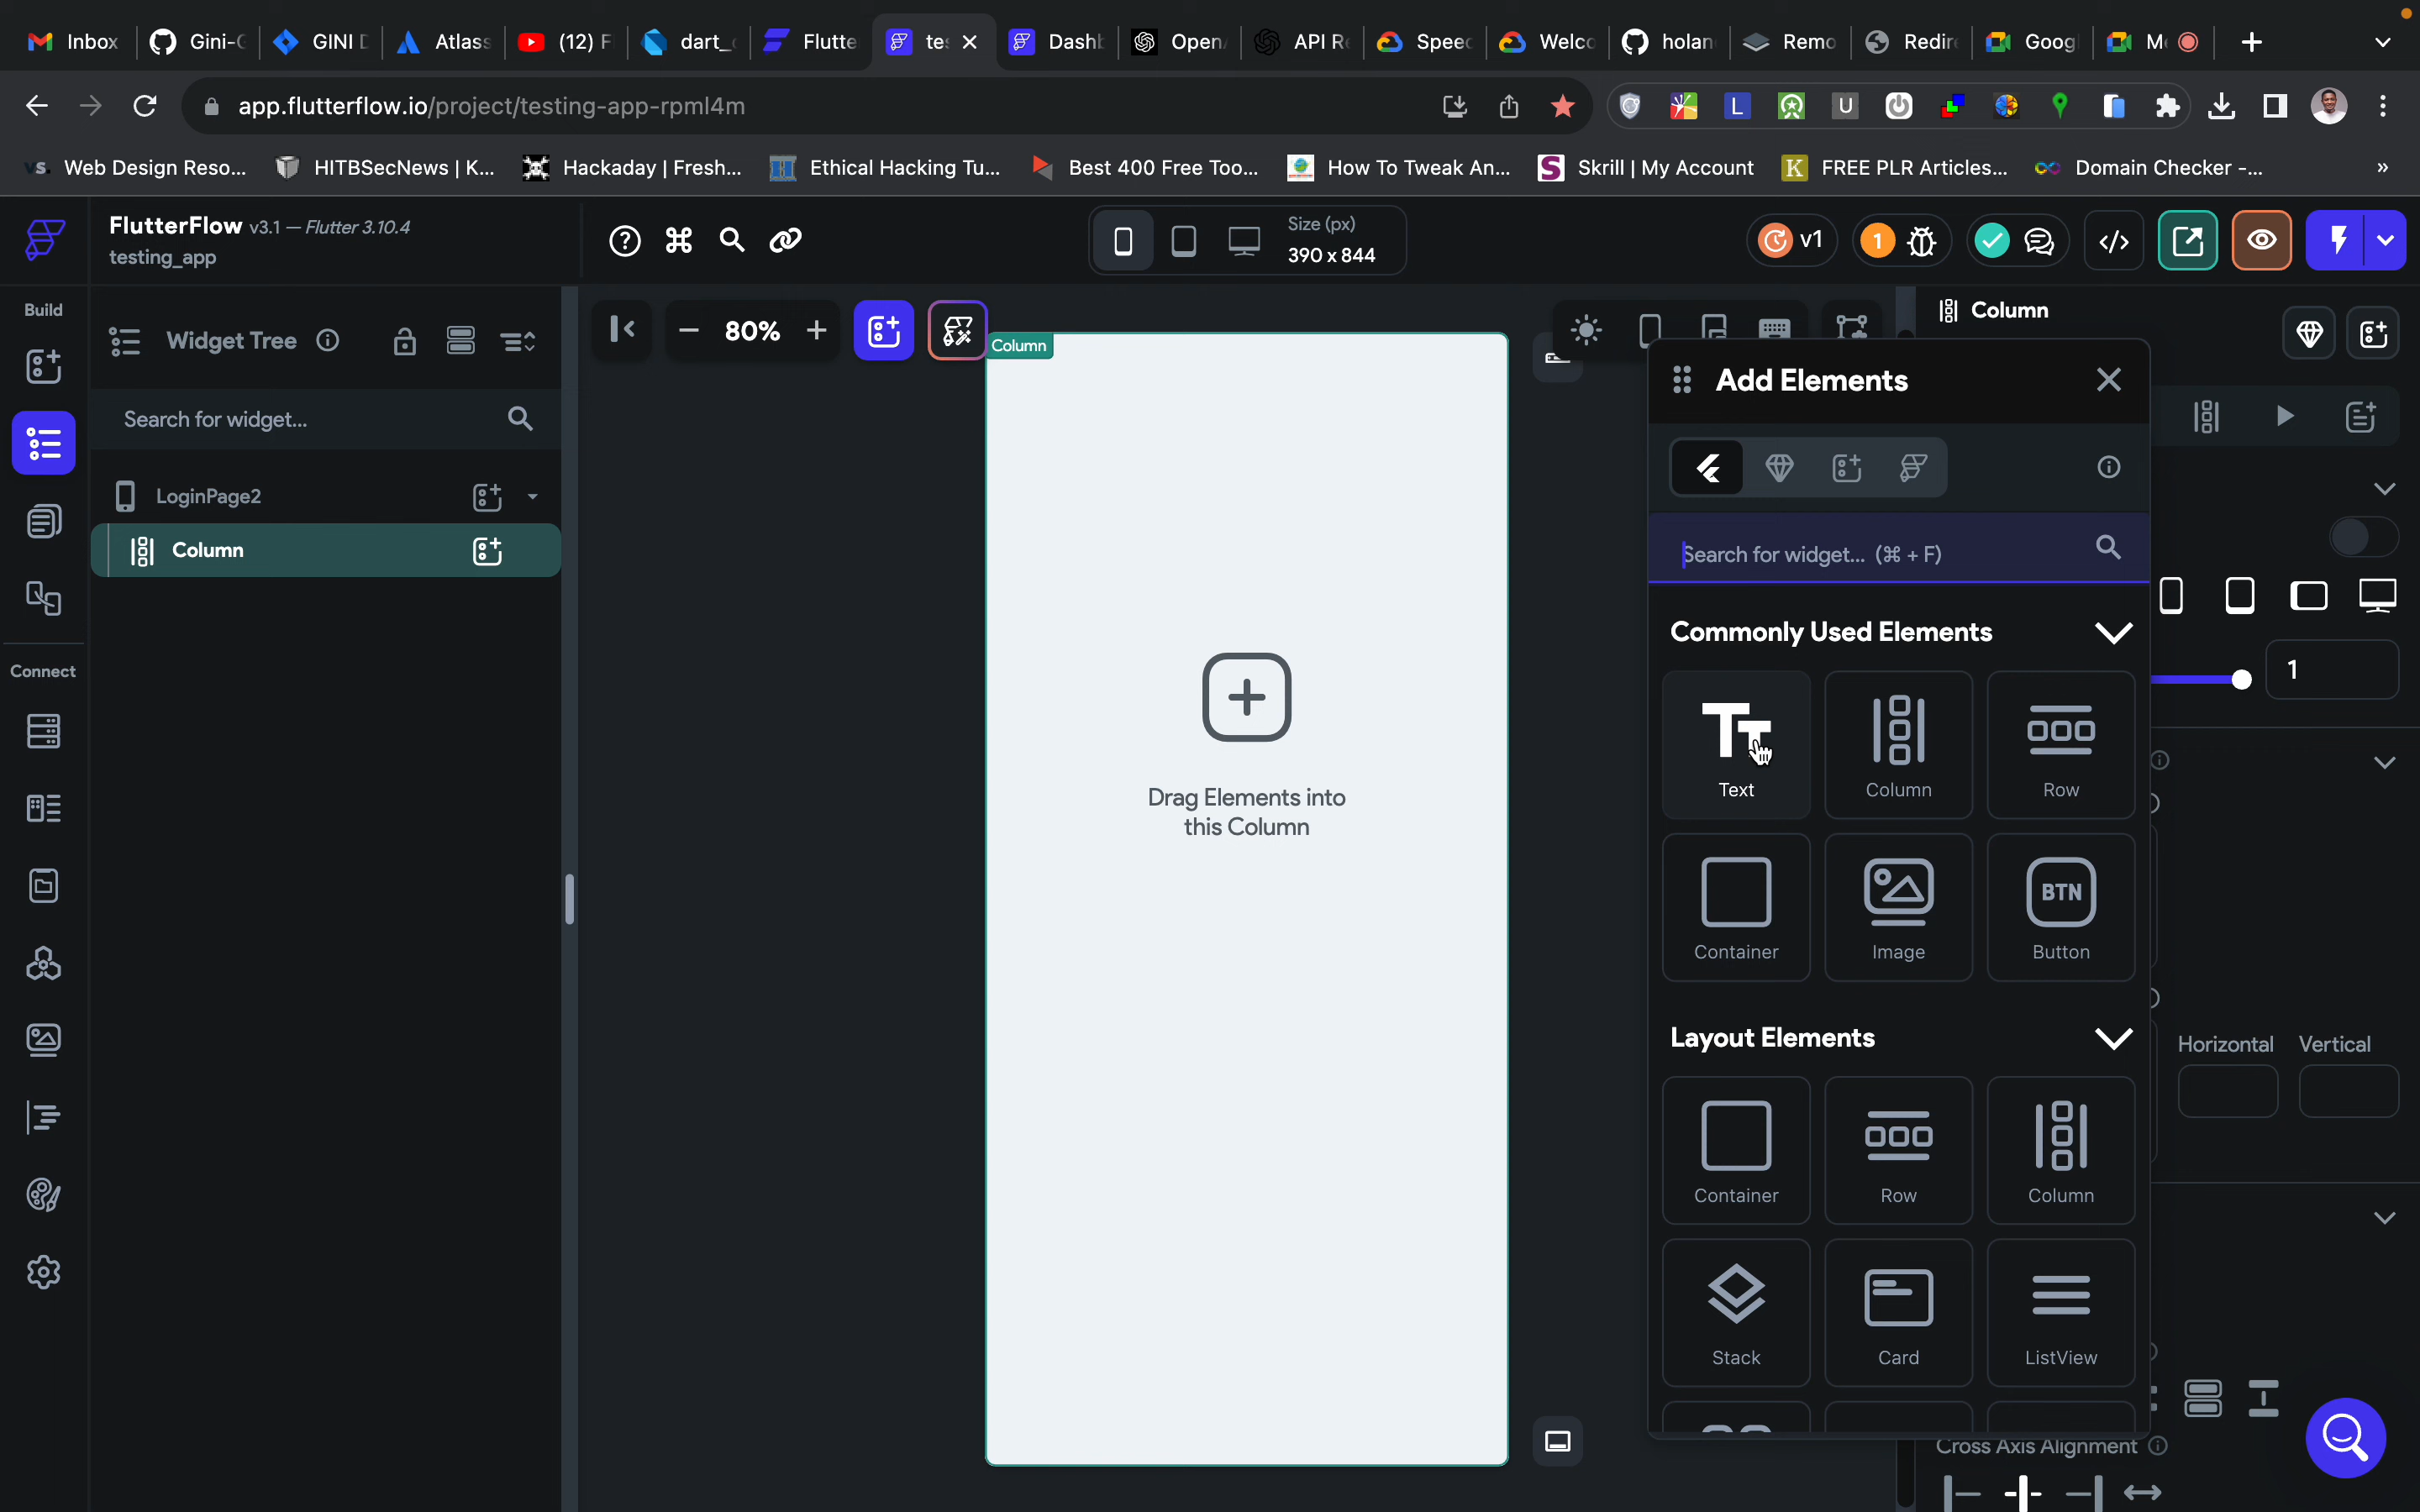 Inbox
Gini-G
GINI D
Atlass
(12) F
dart_
Flutte
tes
Dashb
Open
API Re
Speec
Welco
holan
Remo
Redire
Goog
M
app.flutterflow.io/project/testing-app-rpml4m
Web Design Reso...
HITBSecNews | K...
Hackaday | Fresh...
Ethical Hacking Tu...
Best 400 Free Too...
How To Tweak An...
Skrill | My Account
FREE PLR Articles...
Domain Checker -...
»
FlutterFlow v3.1 — Flutter 3.10.4
testing_app
Size (px)
390 x 844
v1
1
Build
Widget Tree
Search for widget...
LoginPage2
Column
Connect
80%
Column
Drag Elements into
this Column
Column
Add Elements
Search for widget... (⌘ + F)
Commonly Used Elements
Text
Column
Row
Container
Image
BTN
Button
Layout Elements
Container
Row
Column
Stack
Card
ListView
1
Horizontal
Vertical
Cross Axis Alignment